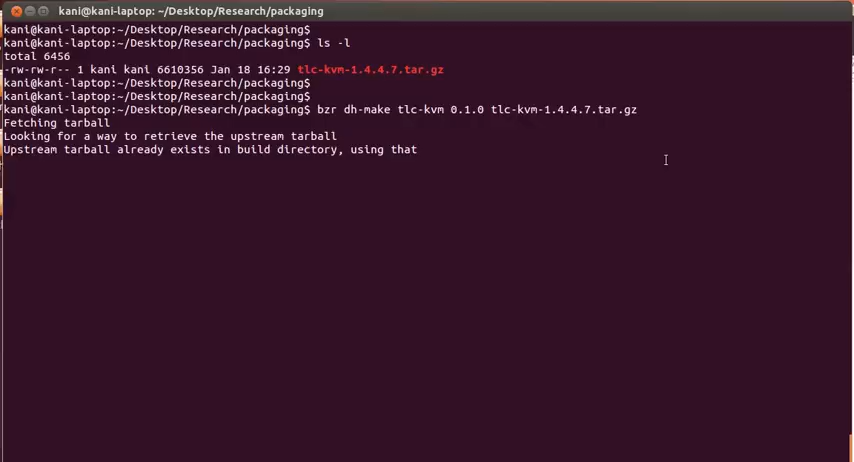 kani@kani-laptop: ~/Desktop/Research/packaging
kani@kani-laptop:~/Desktop/Research/packaging$
kani@kani-laptop:~/Desktop/Research/packaging$ ls -l
total 6456
-rw-rw-r-- 1 kani kani 6610356 Jan 18 16:29 tlc-kvm-1.4.4.7.tar.gz
kani@kani-laptop:~/Desktop/Research/packaging$
kani@kani-laptop:~/Desktop/Research/packaging$
kani@kani-laptop:~/Desktop/Research/packaging$ bzr dh-make tlc-kvm 0.1.0 tlc-kvm-1.4.4.7.tar.gz
Fetching tarball
Looking for a way to retrieve the upstream tarball
Upstream tarball already exists in build directory, using that